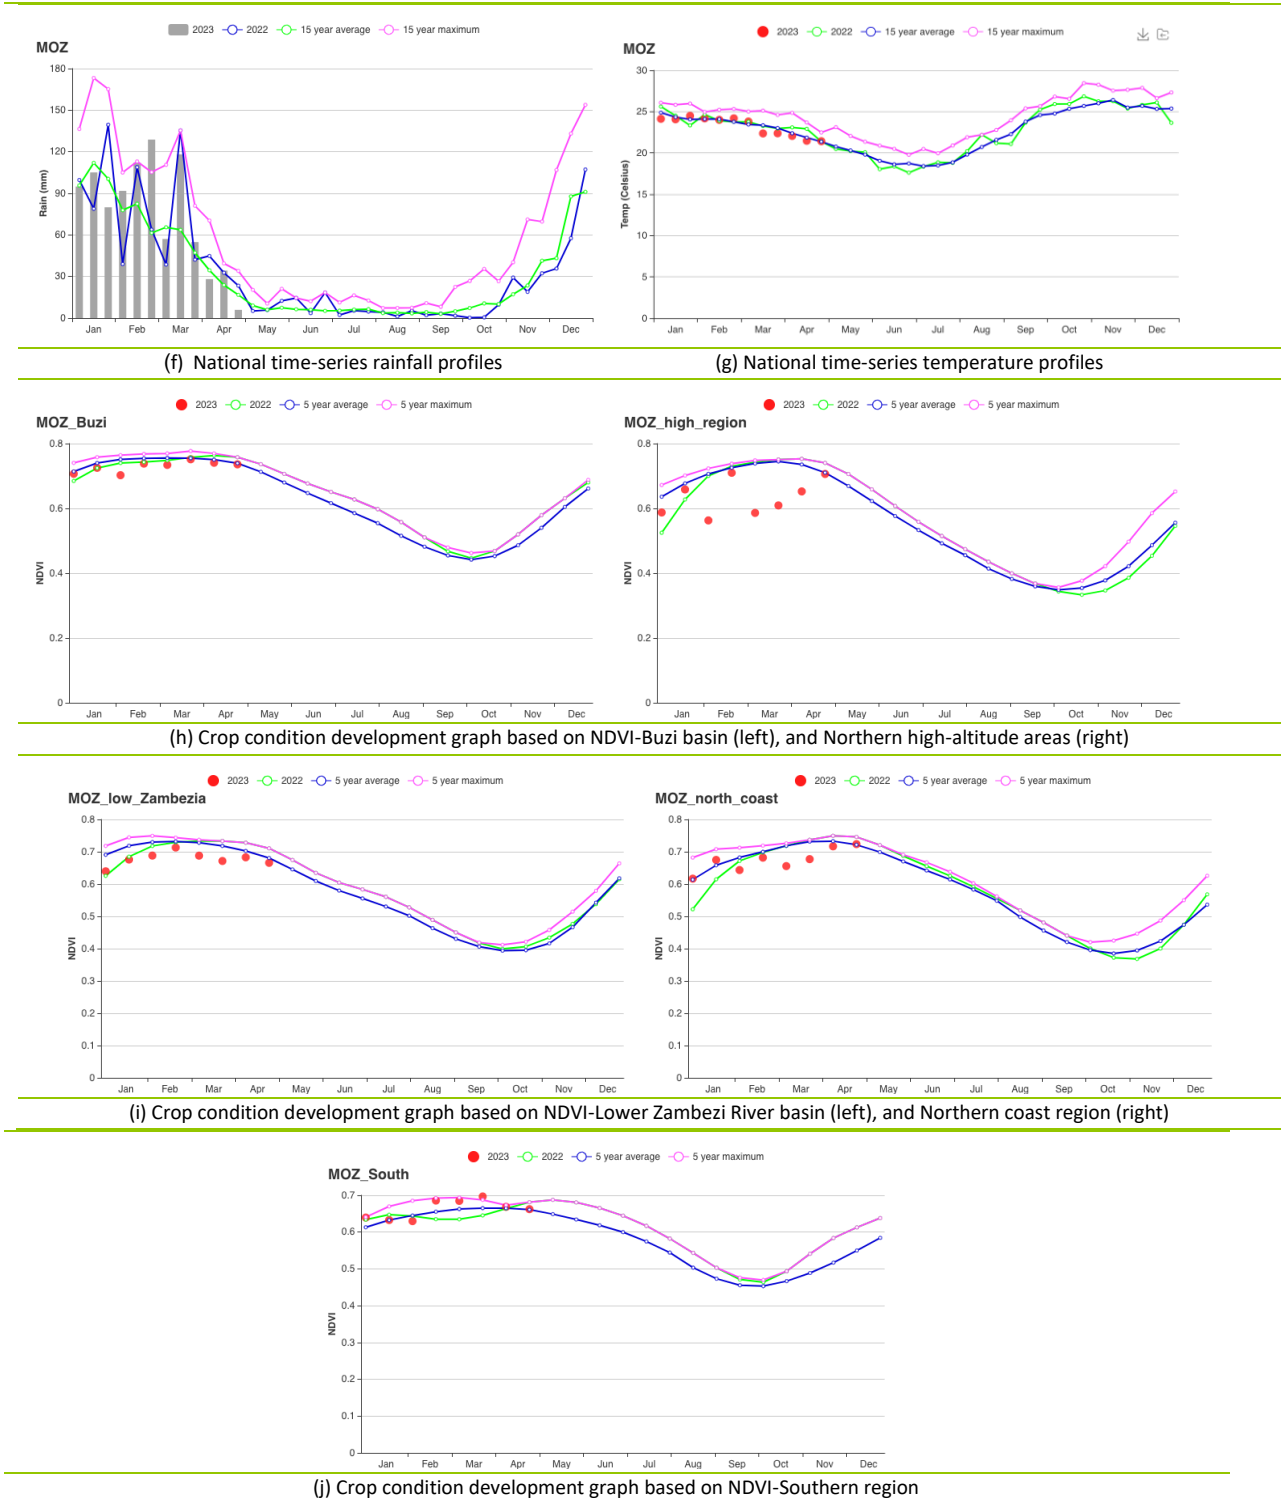 2023 2022 15 year average 15 year maximum
MOZ
Rain (mm)
180
150
120
90
60
30
0
Jan Feb Mar Apr May Jun Jul Aug Sep Oct Nov Dec
2023 2022 15 year average 15 year maximum
MOZ
Temp (Celsius)
30
25
20
15
10
5
0
Jan Feb Mar Apr May Jun Jul Aug Sep Oct Nov Dec
(f) National time-series rainfall profiles
(g) National time-series temperature profiles
2023 2022 5 year average 5 year maximum
MOZ_Buzi
NDVI
0.8
0.6
0.4
0.2
0
Jan Feb Mar Apr May Jun Jul Aug Sep Oct Nov Dec
2023 2022 5 year average 5 year maximum
MOZ_high_region
NDVI
0.8
0.6
0.4
0.2
0
Jan Feb Mar Apr May Jun Jul Aug Sep Oct Nov Dec
(h) Crop condition development graph based on NDVI-Buzi basin (left), and Northern high-altitude areas (right)
2023 2022 5 year average 5 year maximum
MOZ_low_Zambezia
NDVI
0.8
0.7
0.6
0.5
0.4
0.3
0.2
0.1
0
Jan Feb Mar Apr May Jun Jul Aug Sep Oct Nov Dec
2023 2022 5 year average 5 year maximum
MOZ_north_coast
NDVI
0.8
0.7
0.6
0.5
0.4
0.3
0.2
0.1
0
Jan Feb Mar Apr May Jun Jul Aug Sep Oct Nov Dec
(i) Crop condition development graph based on NDVI-Lower Zambezi River basin (left), and Northern coast region (right)
2023 2022 5 year average 5 year maximum
MOZ_South
NDVI
0.7
0.6
0.5
0.4
0.3
0.2
0.1
0
Jan Feb Mar Apr May Jun Jul Aug Sep Oct Nov Dec
(j) Crop condition development graph based on NDVI-Southern region